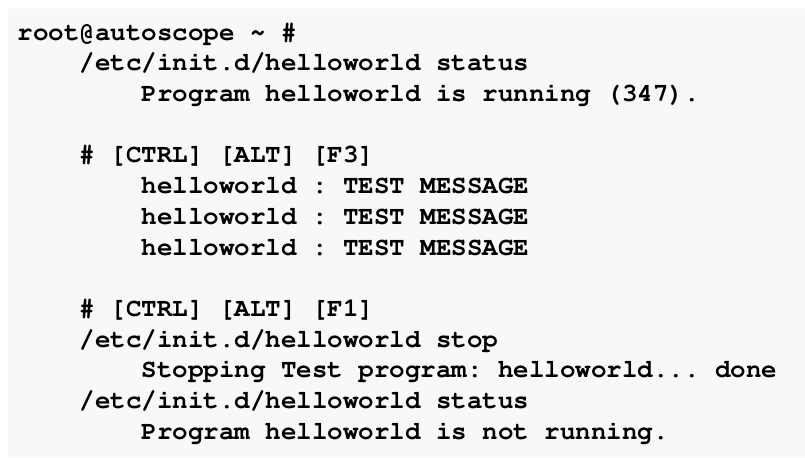 root@autoscope ~ #
/etc/init.d/helloworld status
Program helloworld is running (347).
# [CTRL] [ALT] [F3]
helloworld : TEST MESSAGE
helloworld : TEST MESSAGE
helloworld : TEST MESSAGE
# [CTRL] [ALT] [F1]
/etc/init.d/helloworld stop
Stopping Test program: helloworld... done
/etc/init.d/helloworld status
Program helloworld is not running.